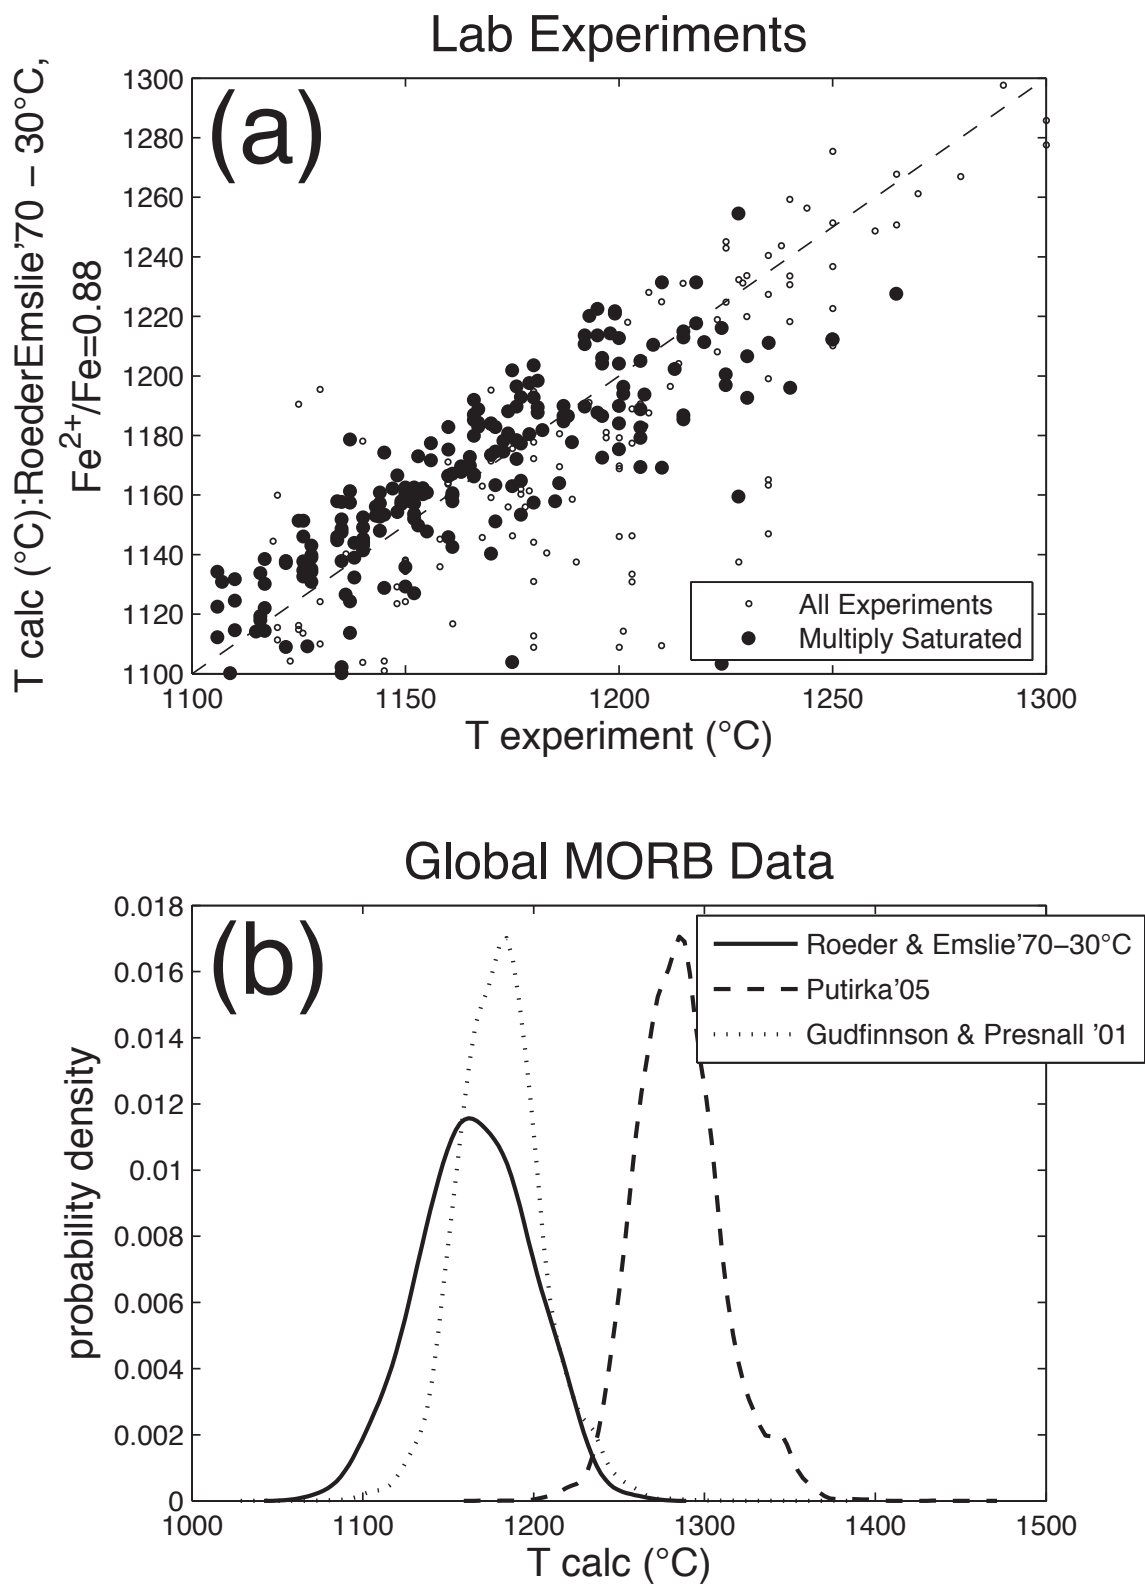 Lab Experiments
(a)
T calc (°C):RoederEmslie'70 – 30°C,
Fe2+/Fe=0.88
1300
1280
1260
1240
1220
1200
1180
1160
1140
1120
1100
All Experiments
Multiply Saturated
1100 1150 1200 1250 1300
T experiment (°C)
Global MORB Data
(b)
probability density
0.018
0.016
0.014
0.012
0.01
0.008
0.006
0.004
0.002
0
Roeder & Emslie'70–30°C
Putirka'05
Gudfinnson & Presnall '01
1000 1100 1200 1300 1400 1500
T calc (°C)